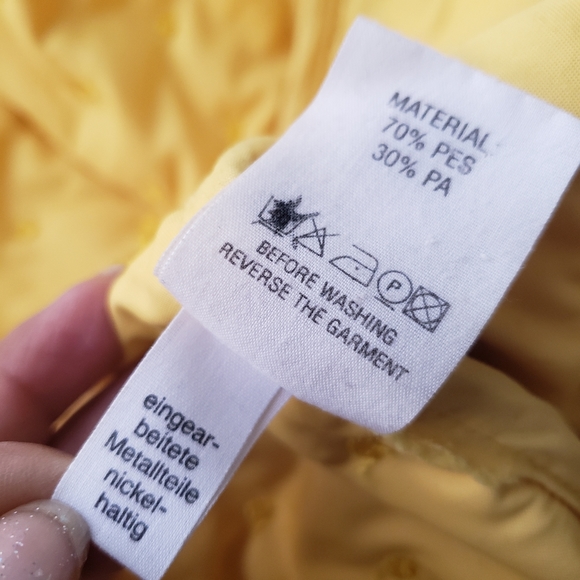 MATERIAL
70% PES
30% PA
P
BEFORE WASHING
REVERSE THE GARMENT
eingear-
beitete
Metallteile
nickel-
haltig